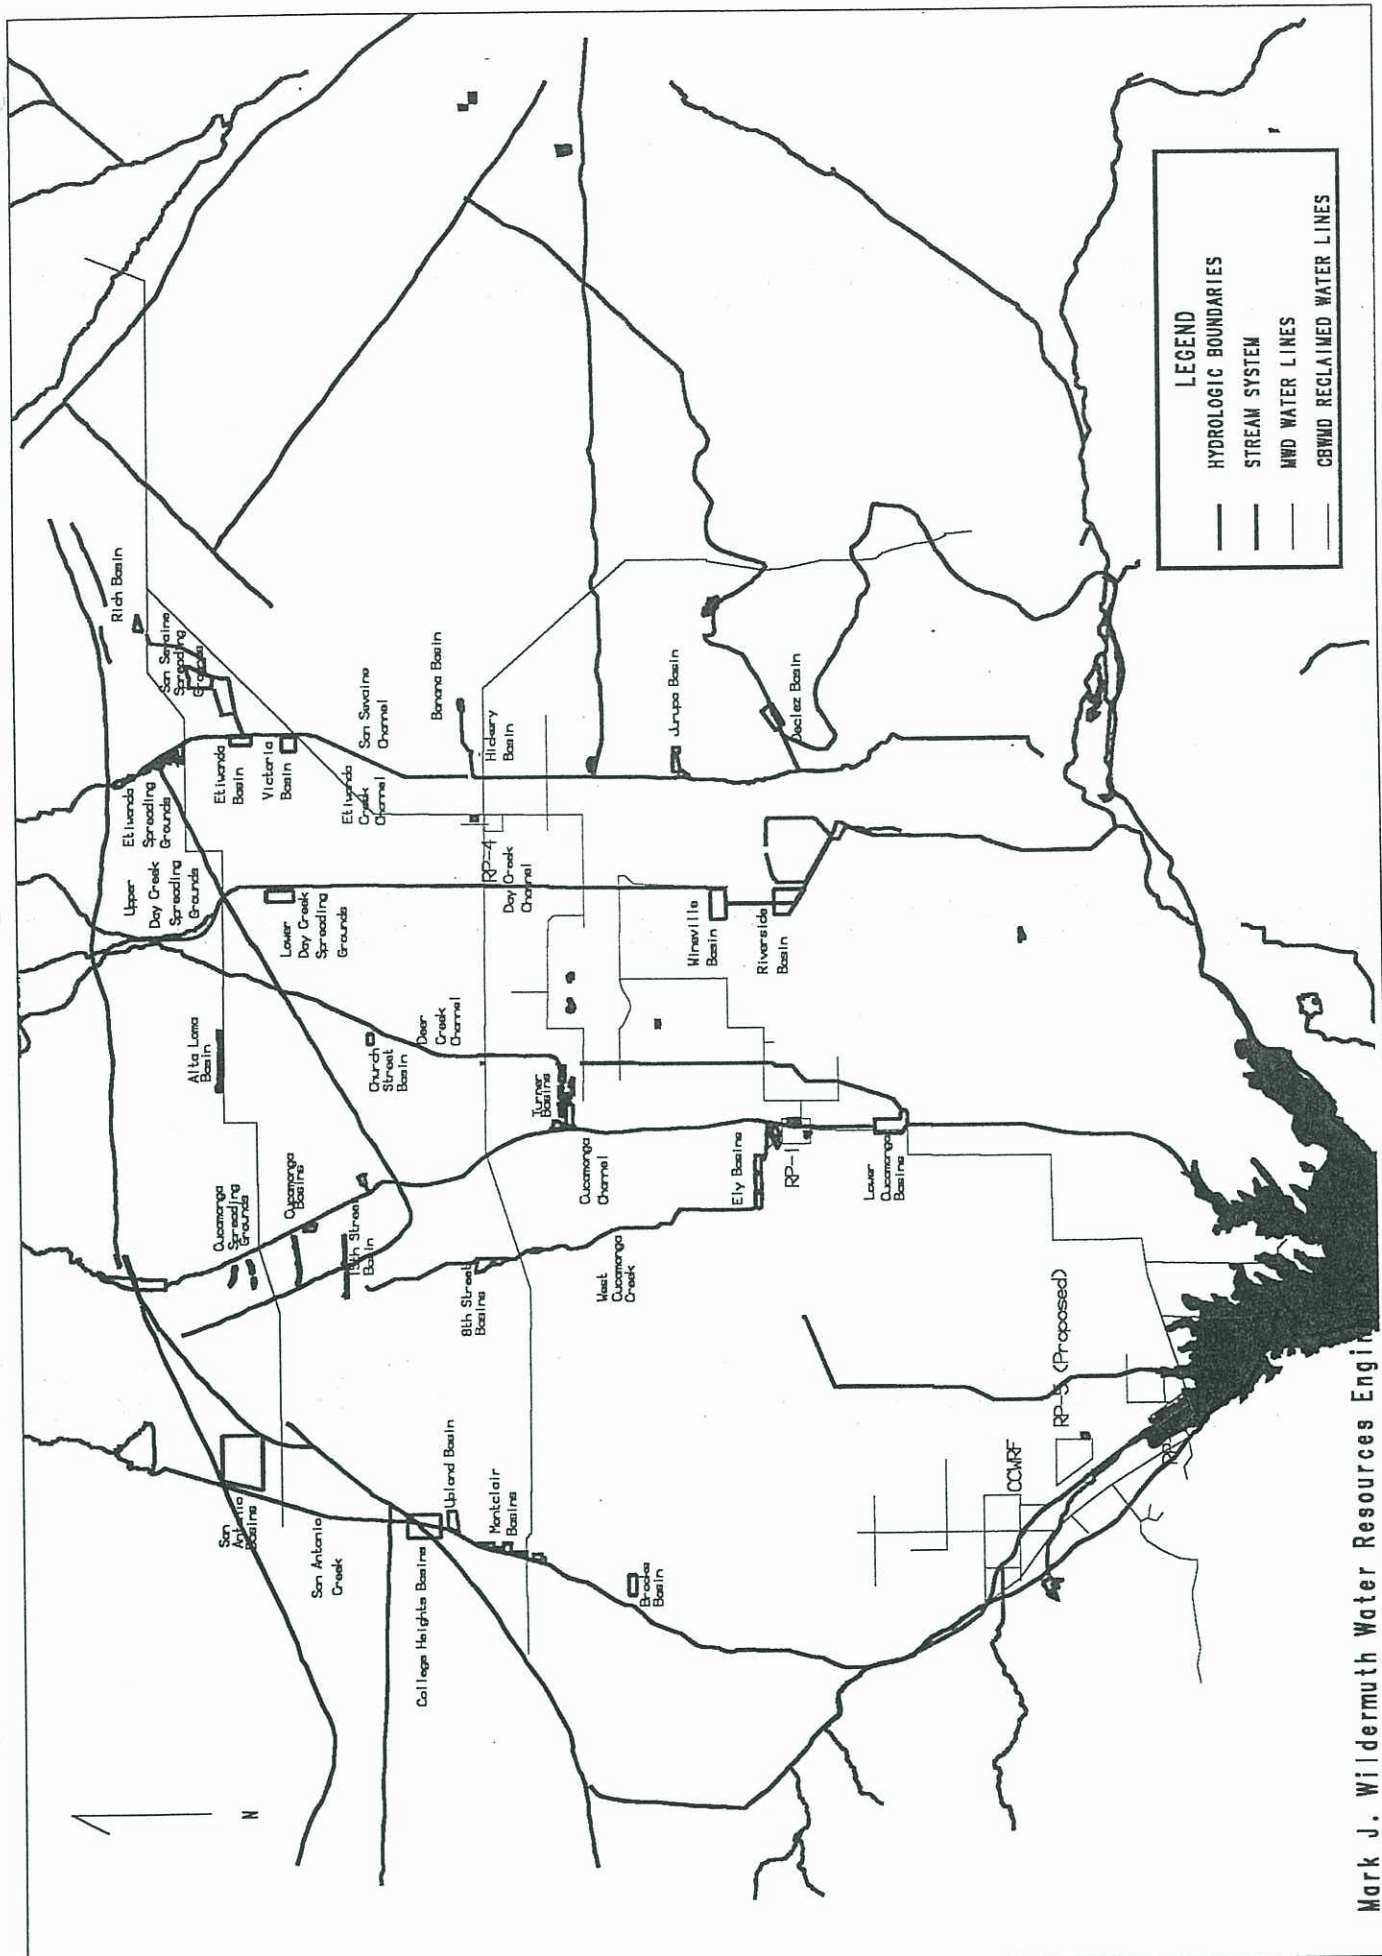 N
San
Antonio
Basins
San Antonio
Creek
College Heights Basins
Upland Basin
Montclair
Basins
Brooks
Basin
Cucamonga
Spreading
Grounds
Cucamonga
Basins
15th Street
Basin
8th Street
Basins
West
Cucamonga
Creek
Alta Loma
Basin
Church
Street
Basin
Deer
Creek
Channel
Turner
Basins
Cucamonga
Channel
Ely Basins
RP-1
Lower
Cucamonga
Basins
Upper
Day Creek
Spreading
Grounds
Lower
Day Creek
Spreading
Grounds
Etiwanda
Spreading
Grounds
Etiwanda
Basin
Victoria
Basin
Etiwanda
Creek
Channel
San Sevaine
Channel
San Sevaine
Spreading
Grounds
Rich Basin
Banana Basin
Hickory
Basin
RP-4
Day Creek
Channel
Jurupa Basin
Declez Basin
Wineville
Basin
Riverside
Basin
CCWRF
RP-5 (Proposed)
LEGEND
HYDROLOGIC BOUNDARIES
STREAM SYSTEM
MWD WATER LINES
CBWMD RECLAIMED WATER LINES
Mark J. Wildermuth Water Resources Engin